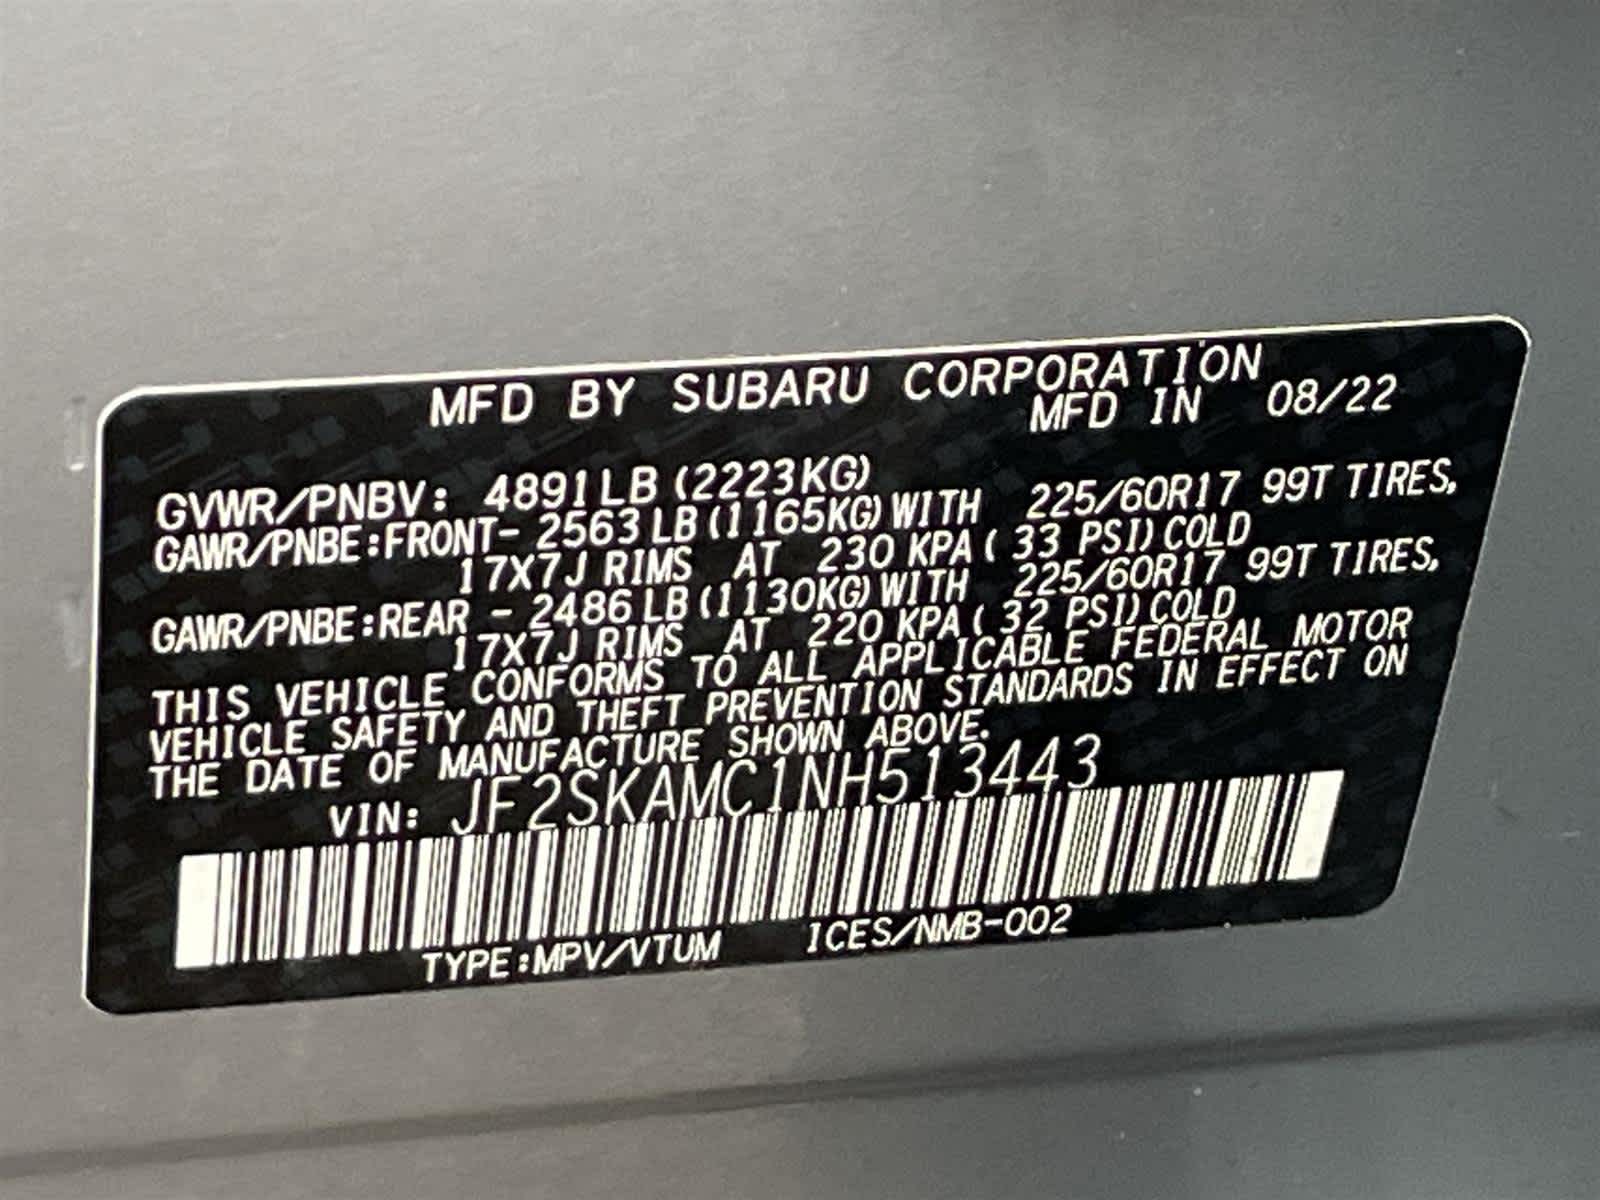 MFD BY SUBARU CORPORATION
MFD IN 08/22
GVWR/PNBV: 4891LB (2223KG)
GAWR/PNBE:FRONT- 2563LB(1165KG)WITH 225/60R17 99T TIRES,
17X7J RIMS AT 230 KPA( 33 PSI)COLD
GAWR/PNBE:REAR - 2486LB(1130KG)WITH 225/60R17 99T TIRES,
17X7J RIMS AT 220 KPA( 32 PSI)COLD
THIS VEHICLE CONFORMS TO ALL APPLICABLE FEDERAL MOTOR
VEHICLE SAFETY AND THEFT PREVENTION STANDARDS IN EFFECT ON
THE DATE OF MANUFACTURE SHOWN ABOVE.
VIN: JF2SKAMC1NH513443
TYPE:MPV/VTUM ICES/NMB-002